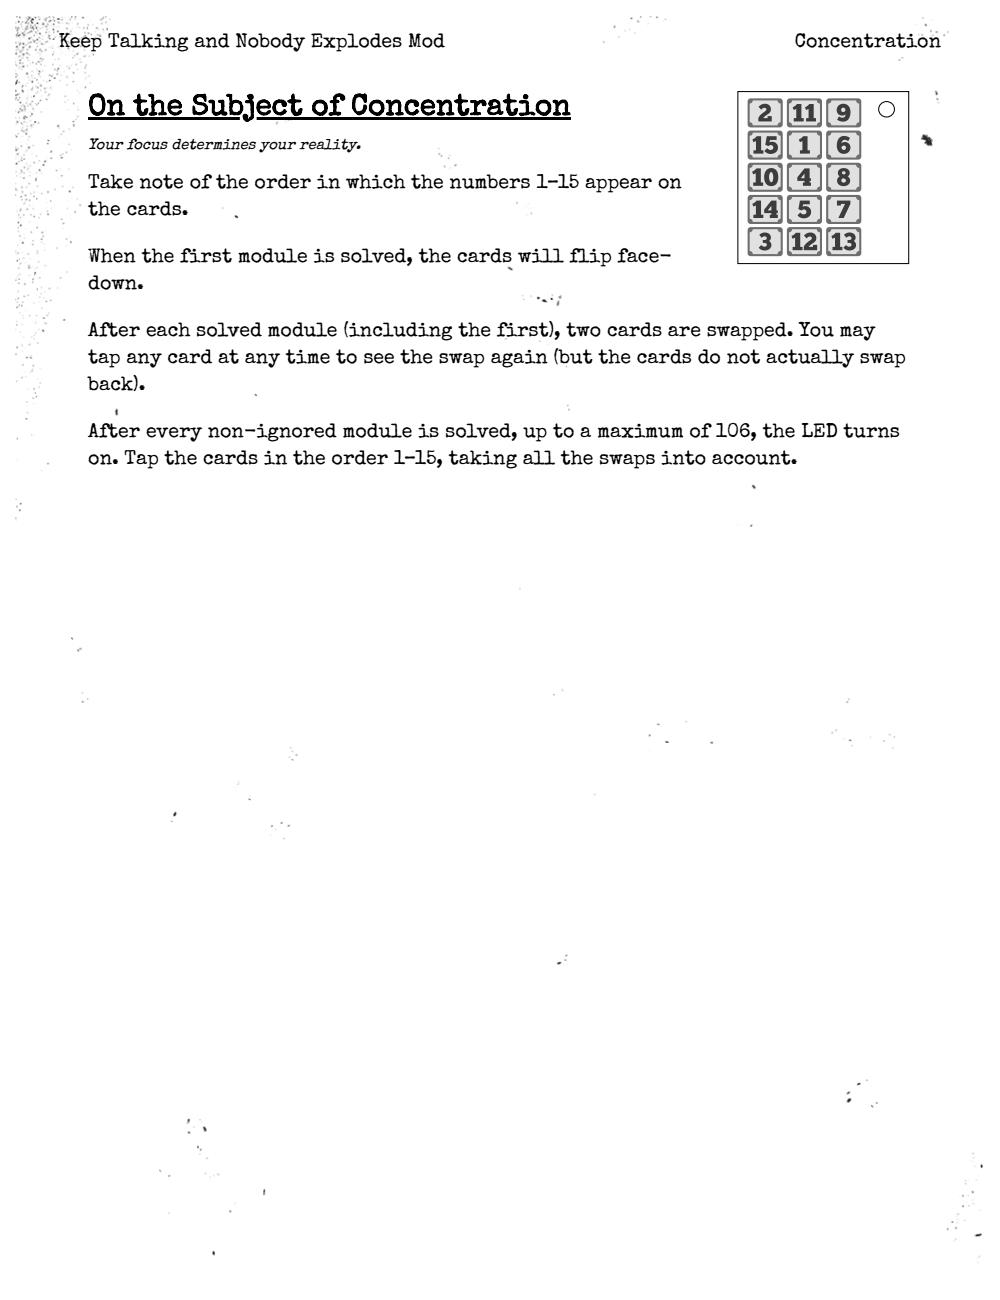 Keep Talking and Nobody Explodes Mod
Concentration
On the Subject of Concentration
Your focus determines your reality.
Take note of the order in which the numbers 1-15 appear on
the cards.
When the first module is solved, the cards will flip face-
down.
After each solved module (including the first), two cards are swapped. You may
tap any card at any time to see the swap again (but the cards do not actually swap
back).
After every non-ignored module is solved, up to a maximum of 106, the LED turns
on. Tap the cards in the order 1-15, taking all the swaps into account.
2 11 9
15 1 6
10 4 8
14 5 7
3 12 13